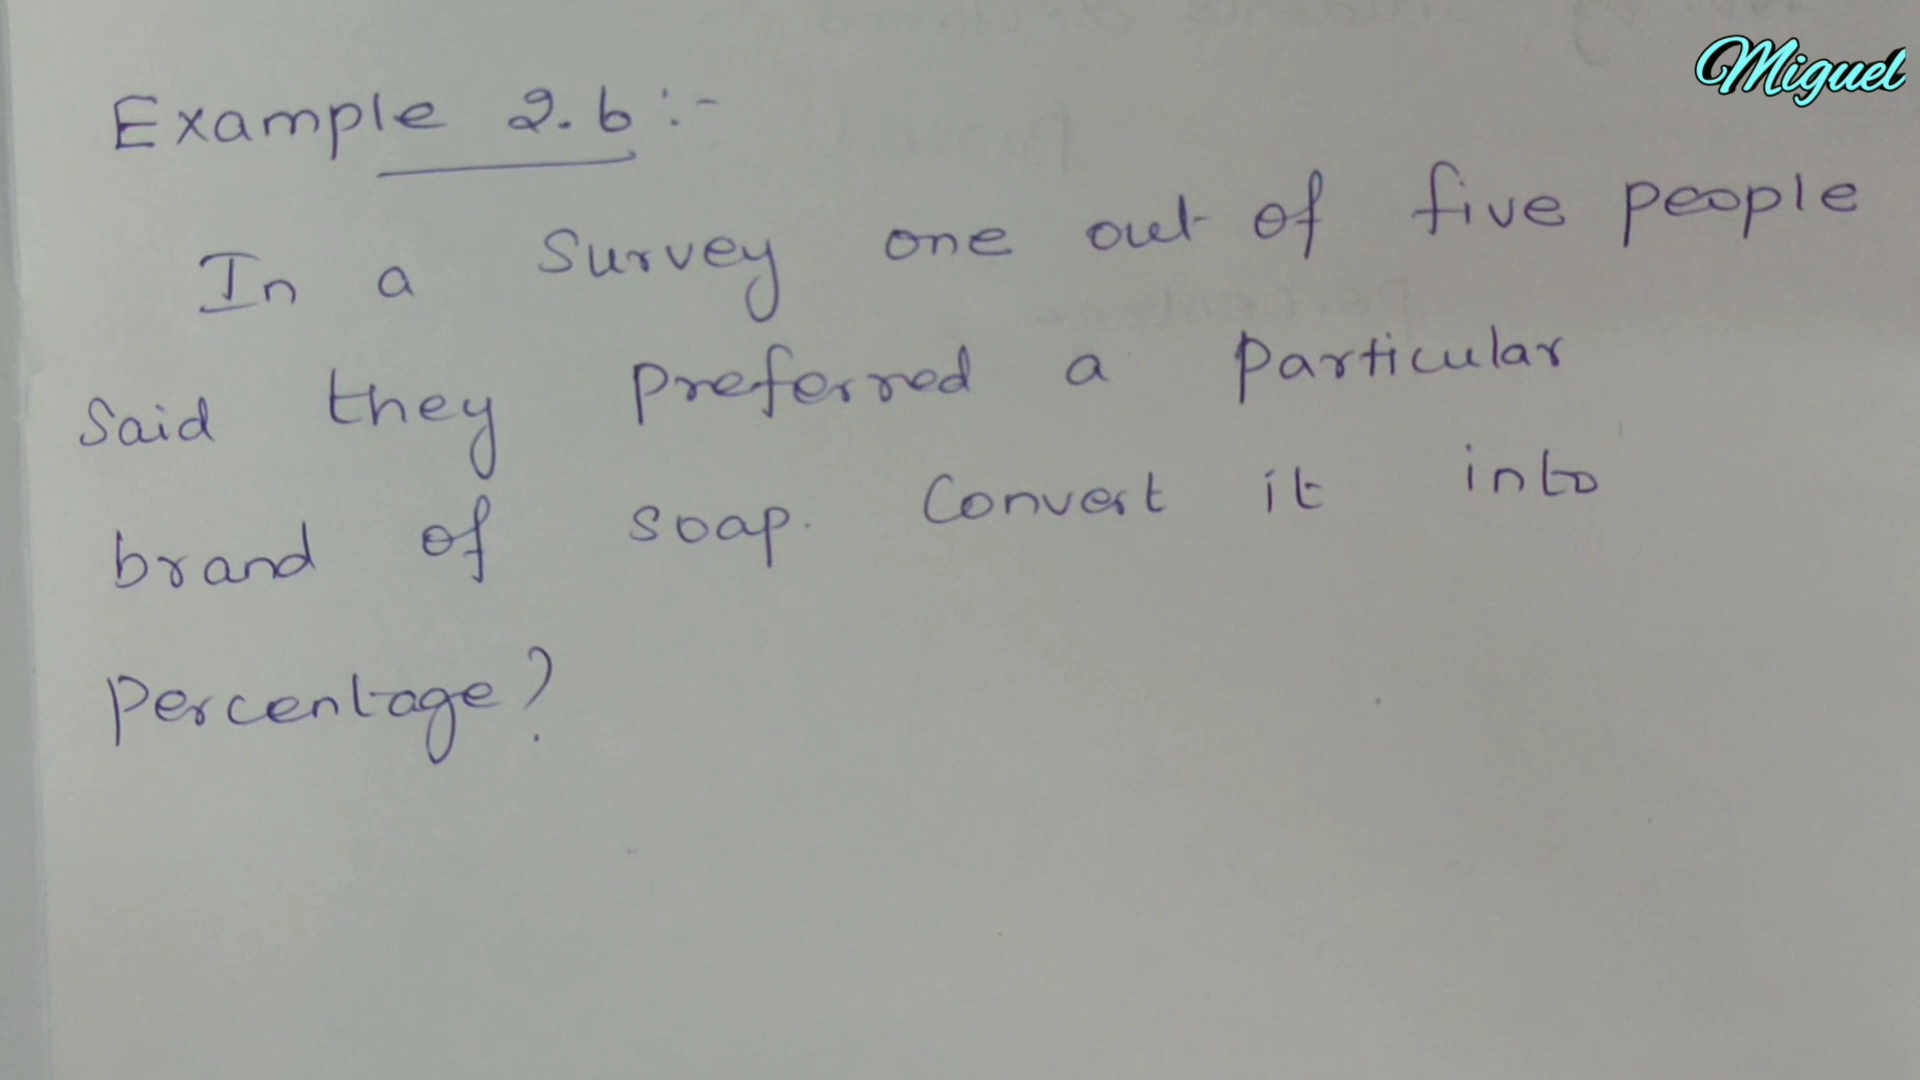 Miguel
Example 2.6:-
In a survey one out of five people
said they preferred a particular
brand of soap. Convert it into
percentage?